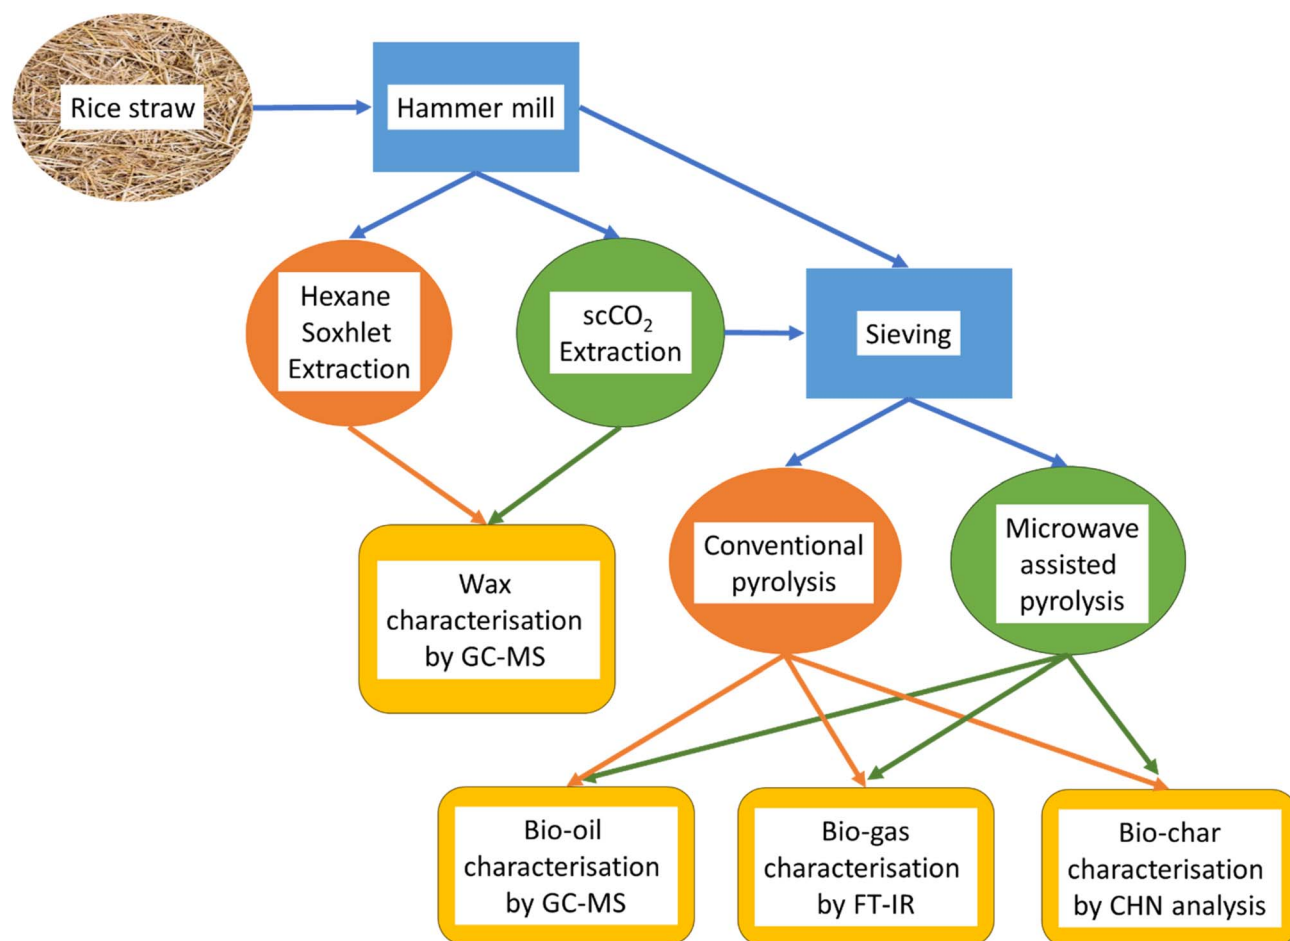 Rice straw
Hammer mill
Hexane
Soxhlet
Extraction
scCO₂
Extraction
Sieving
Wax
characterisation
by GC-MS
Conventional
pyrolysis
Microwave
assisted
pyrolysis
Bio-oil
characterisation
by GC-MS
Bio-gas
characterisation
by FT-IR
Bio-char
characterisation
by CHN analysis